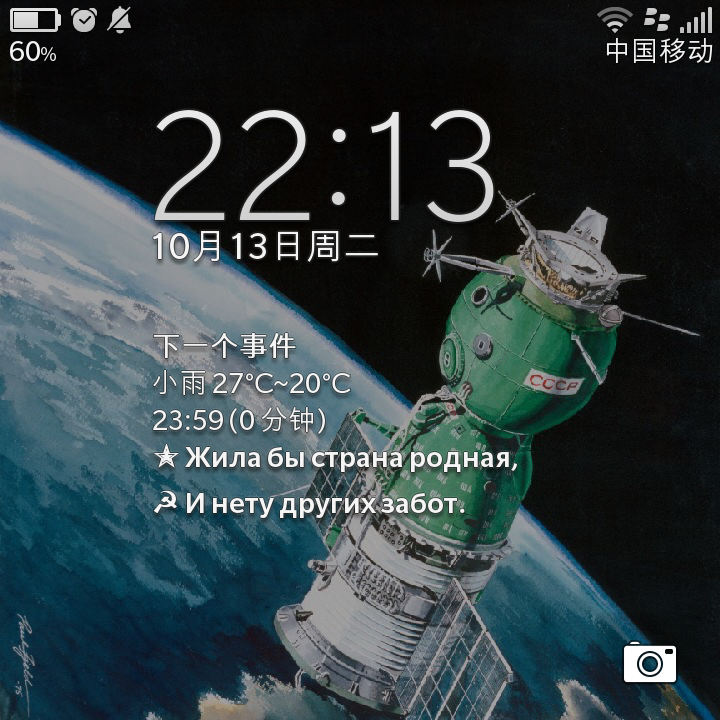 60%
中国移动
22:13
10月13日周二
下一个事件
小雨 27°C~20°C
23:59(0 分钟)
★ Жила бы страна родная,
☭ И нету других забот.
СССР